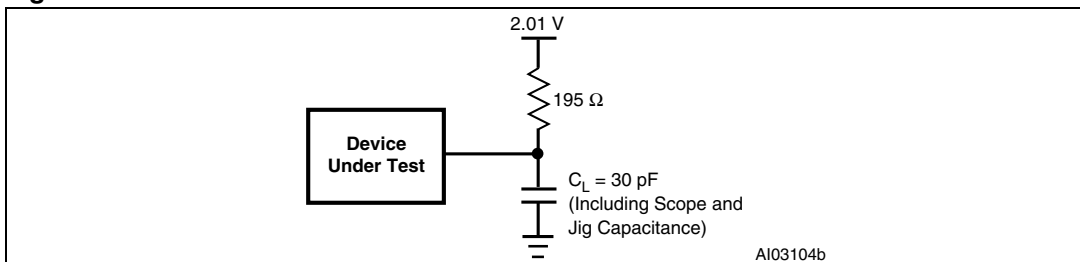 2.01 V
195 Ω
Device
Under Test
C_L = 30 pF
(Including Scope and
Jig Capacitance)
AI03104b